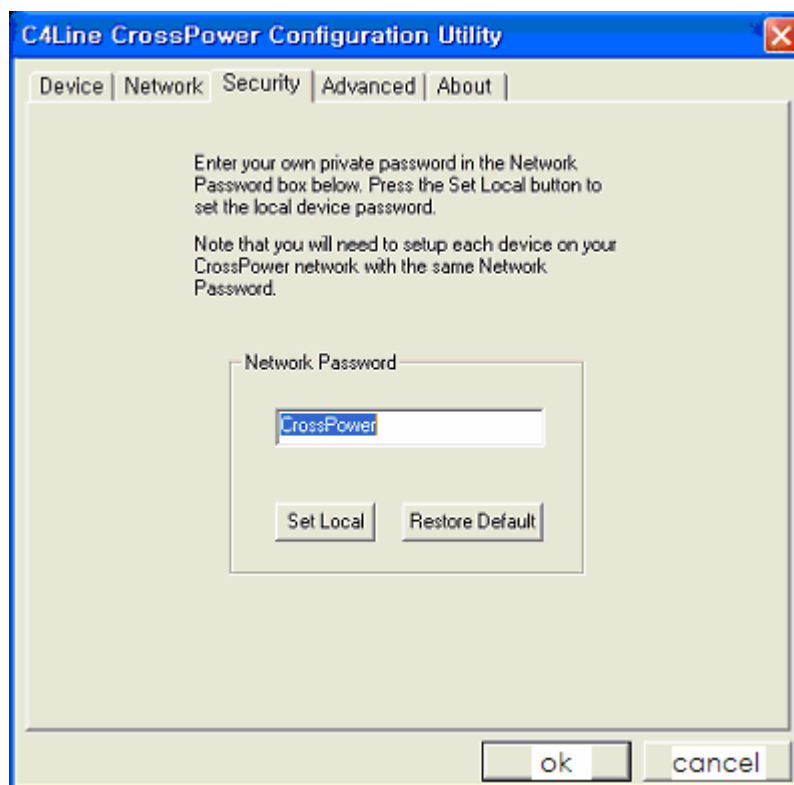 C4Line CrossPower Configuration Utility
Device | Network | Security | Advanced | About
Enter your own private password in the Network
Password box below. Press the Set Local button to
set the local device password.
Note that you will need to setup each device on your
CrossPower network with the same Network
Password.
Network Password
CrossPower
Set Local Restore Default
ok cancel